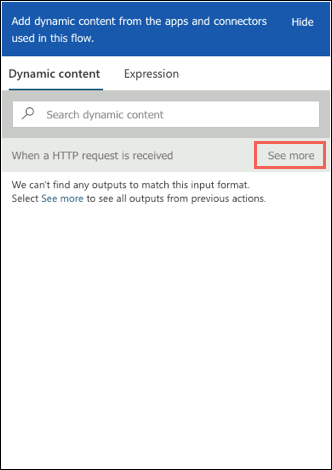 Add dynamic content from the apps and connectors Hide
used in this flow.
Dynamic content Expression
Search dynamic content
When a HTTP request is received See more
We can't find any outputs to match this input format.
Select See more to see all outputs from previous actions.